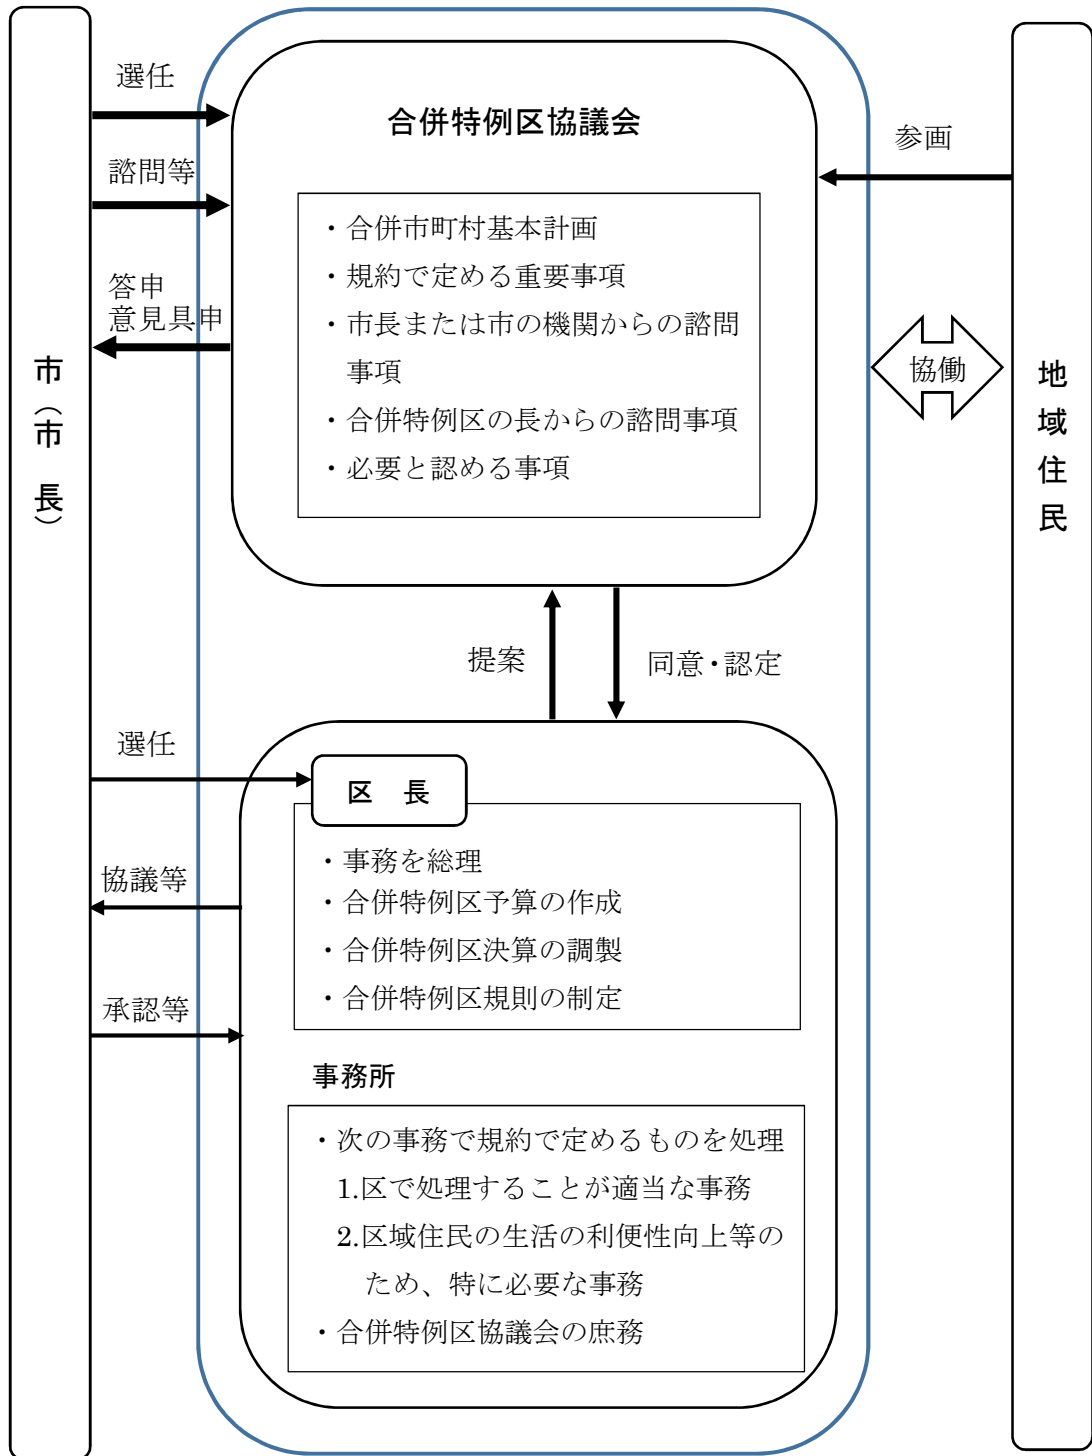 市（市長）
選任
諮問等
答申
意見具申
合併特例区協議会
・合併市町村基本計画
・規約で定める重要事項
・市長または市の機関からの諮問
事項
・合併特例区の長からの諮問事項
・必要と認める事項
参画
協働
地域住民
提案
同意・認定
選任
協議等
承認等
区　長
・事務を総理
・合併特例区予算の作成
・合併特例区決算の調製
・合併特例区規則の制定
事務所
・次の事務で規約で定めるものを処理
1.区で処理することが適当な事務
2.区域住民の生活の利便性向上等の
ため、特に必要な事務
・合併特例区協議会の庶務